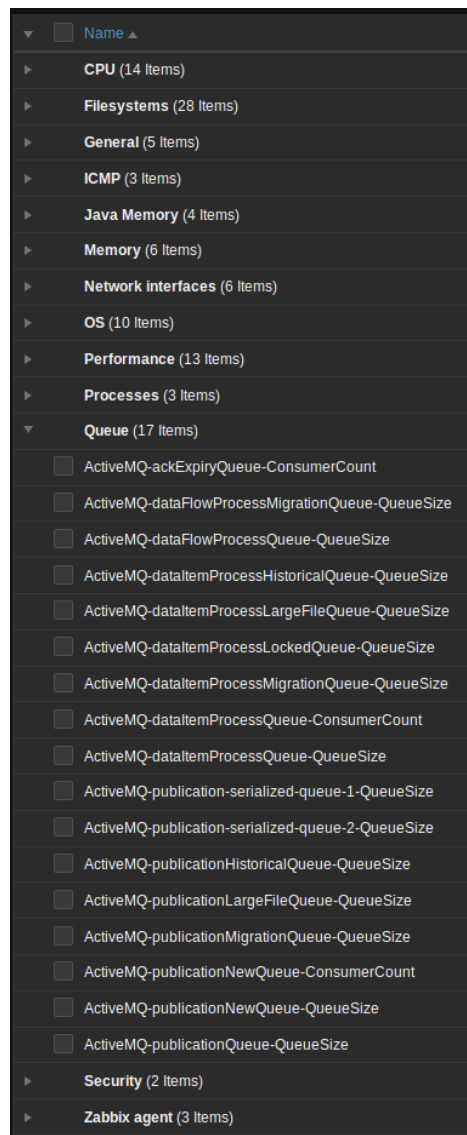 Name
CPU (14 Items)
Filesystems (28 Items)
General (5 Items)
ICMP (3 Items)
Java Memory (4 Items)
Memory (6 Items)
Network interfaces (6 Items)
OS (10 Items)
Performance (13 Items)
Processes (3 Items)
Queue (17 Items)
ActiveMQ-ackExpiryQueue-ConsumerCount
ActiveMQ-dataFlowProcessMigrationQueue-QueueSize
ActiveMQ-dataFlowProcessQueue-QueueSize
ActiveMQ-dataItemProcessHistoricalQueue-QueueSize
ActiveMQ-dataItemProcessLargeFileQueue-QueueSize
ActiveMQ-dataItemProcessLockedQueue-QueueSize
ActiveMQ-dataItemProcessMigrationQueue-QueueSize
ActiveMQ-dataItemProcessQueue-ConsumerCount
ActiveMQ-dataItemProcessQueue-QueueSize
ActiveMQ-publication-serialized-queue-1-QueueSize
ActiveMQ-publication-serialized-queue-2-QueueSize
ActiveMQ-publicationHistoricalQueue-QueueSize
ActiveMQ-publicationLargeFileQueue-QueueSize
ActiveMQ-publicationMigrationQueue-QueueSize
ActiveMQ-publicationNewQueue-ConsumerCount
ActiveMQ-publicationNewQueue-QueueSize
ActiveMQ-publicationQueue-QueueSize
Security (2 Items)
Zabbix agent (3 Items)